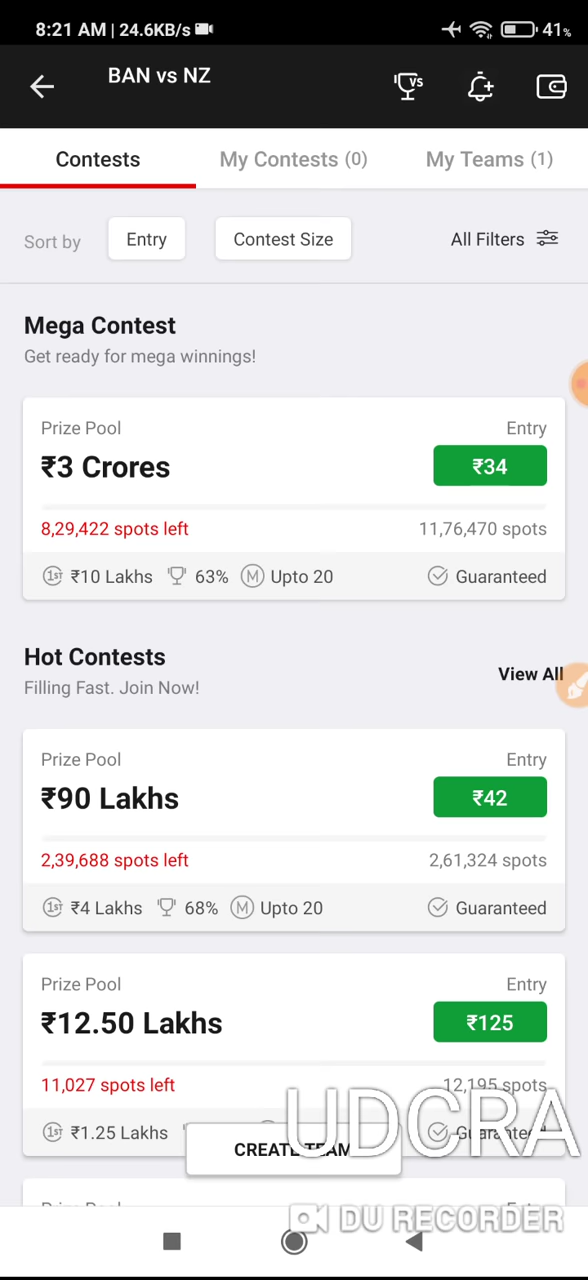 8:21 AM | 24.6KB/s 41%
BAN vs NZ
VS
Contests My Contests (0) My Teams (1)
Sort by Entry Contest Size All Filters
Mega Contest
Get ready for mega winnings!
Prize Pool Entry
₹3 Crores ₹34
8,29,422 spots left 11,76,470 spots
1ST ₹10 Lakhs 63% M Upto 20 Guaranteed
Hot Contests
View All
Filling Fast. Join Now!
Prize Pool Entry
₹90 Lakhs ₹42
2,39,688 spots left 2,61,324 spots
1ST ₹4 Lakhs 68% M Upto 20 Guaranteed
Prize Pool Entry
₹12.50 Lakhs ₹125
11,027 spots left 12,195 spots
1ST ₹1.25 Lakhs Guaranteed
UDCRA
CREATE TEAM
DU RECORDER